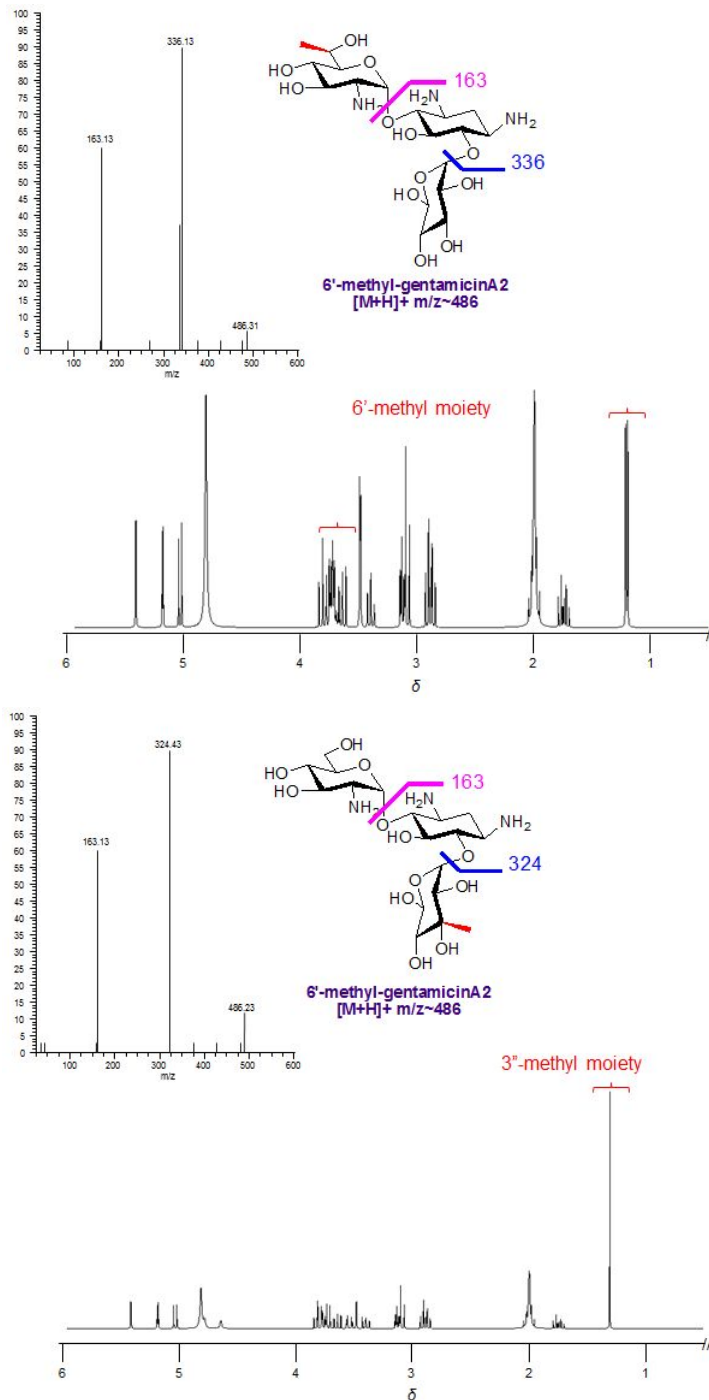 100
95
90
85
80
75
70
65
60
55
50
45
40
35
30
25
20
15
10
5
0
336.13
163.13
486.31
100 200 300 400 500 600
m/z
OH
O
HO
HO
NH2
163
H2N
NH2
O
HO
O
336
O
HO
OH
OH
OH
6'-methyl-gentamicinA2
[M+H]+ m/z~486
6'-methyl moiety
6 5 4 3 2 1
δ
100
95
90
85
80
75
70
65
60
55
50
45
40
35
30
25
20
15
10
5
0
324.43
163.13
486.23
100 200 300 400 500 600
m/z
OH
O
HO
HO
NH2
163
H2N
NH2
O
HO
O
324
O
HO
OH
OH
OH
6'-methyl-gentamicinA2
[M+H]+ m/z~486
3"-methyl moiety
6 5 4 3 2 1
δ